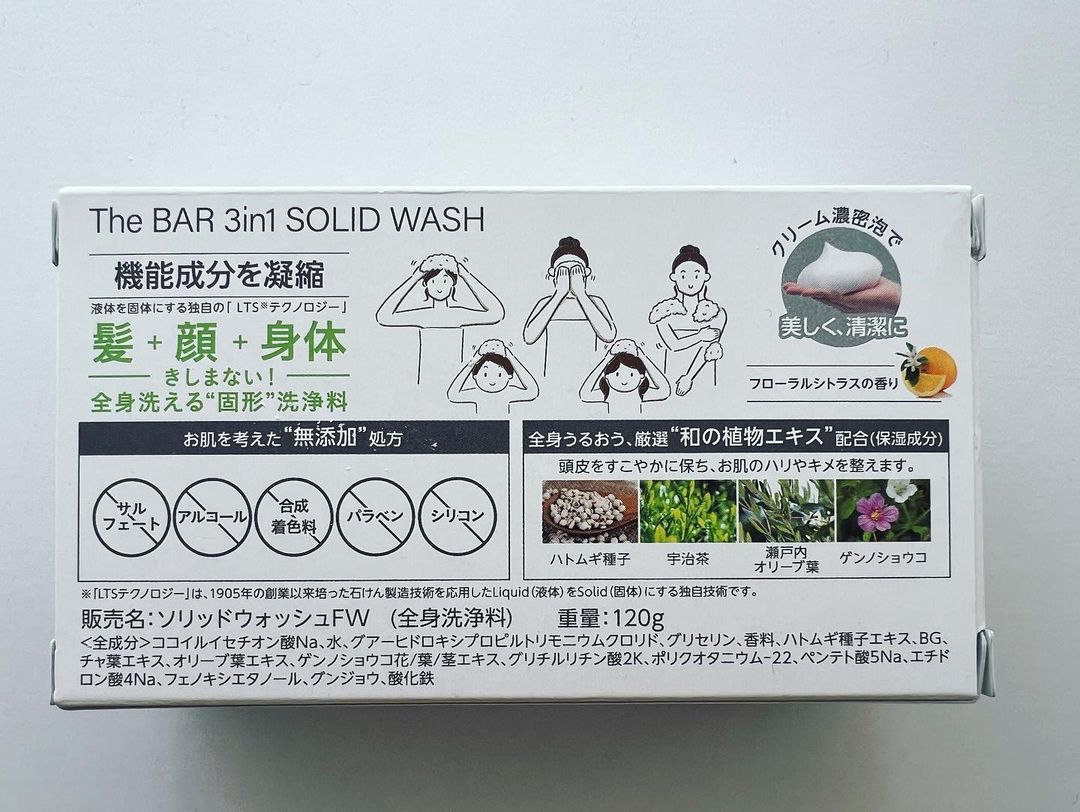 The BAR 3in1 SOLID WASH
機能成分を凝縮
液体を固体にする独自の「LTS※テクノロジー」
髪+顔+身体
きしまない!
全身洗える“固形”洗浄料
クリーム濃密泡で
美しく、清潔に
フローラルシトラスの香り
お肌を考えた“無添加”処方
サル
フェート
アルコール
合成
着色料
パラベン
シリコン
全身うるおう、厳選“和の植物エキス”配合(保湿成分)
頭皮をすこやかに保ち、お肌のハリやキメを整えます。
ハトムギ種子
宇治茶
瀬戸内
オリーブ葉
ゲンノショウコ
※「LTSテクノロジー」は、1905年の創業以来培った石けん製造技術を応用したLiquid(液体)をSolid(固体)にする独自技術です。
販売名:ソリッドウォッシュFW (全身洗浄料) 重量:120g
<全成分>ココイルイセチオン酸Na、水、グアーヒドロキシプロピルトリモニウムクロリド、グリセリン、香料、ハトムギ種子エキス、BG、
チャ葉エキス、オリーブ葉エキス、ゲンノショウコ花/葉/茎エキス、グリチルリチン酸2K、ポリクオタニウム-22、ペンテト酸5Na、エチド
ロン酸4Na、フェノキシエタノール、グンジョウ、酸化鉄